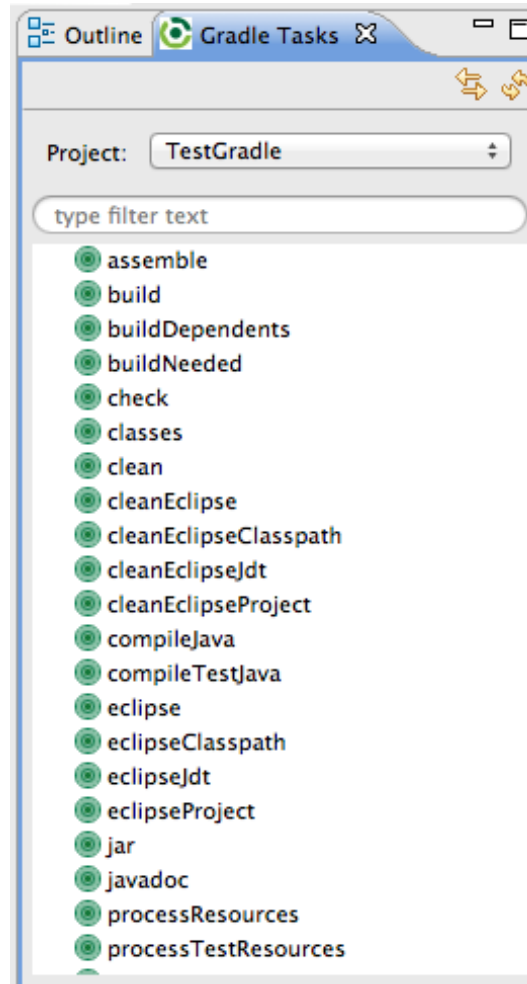 Outline Gradle Tasks
Project: TestGradle
type filter text
assemble
build
buildDependents
buildNeeded
check
classes
clean
cleanEclipse
cleanEclipseClasspath
cleanEclipseJdt
cleanEclipseProject
compileJava
compileTestJava
eclipse
eclipseClasspath
eclipseJdt
eclipseProject
jar
javadoc
processResources
processTestResources